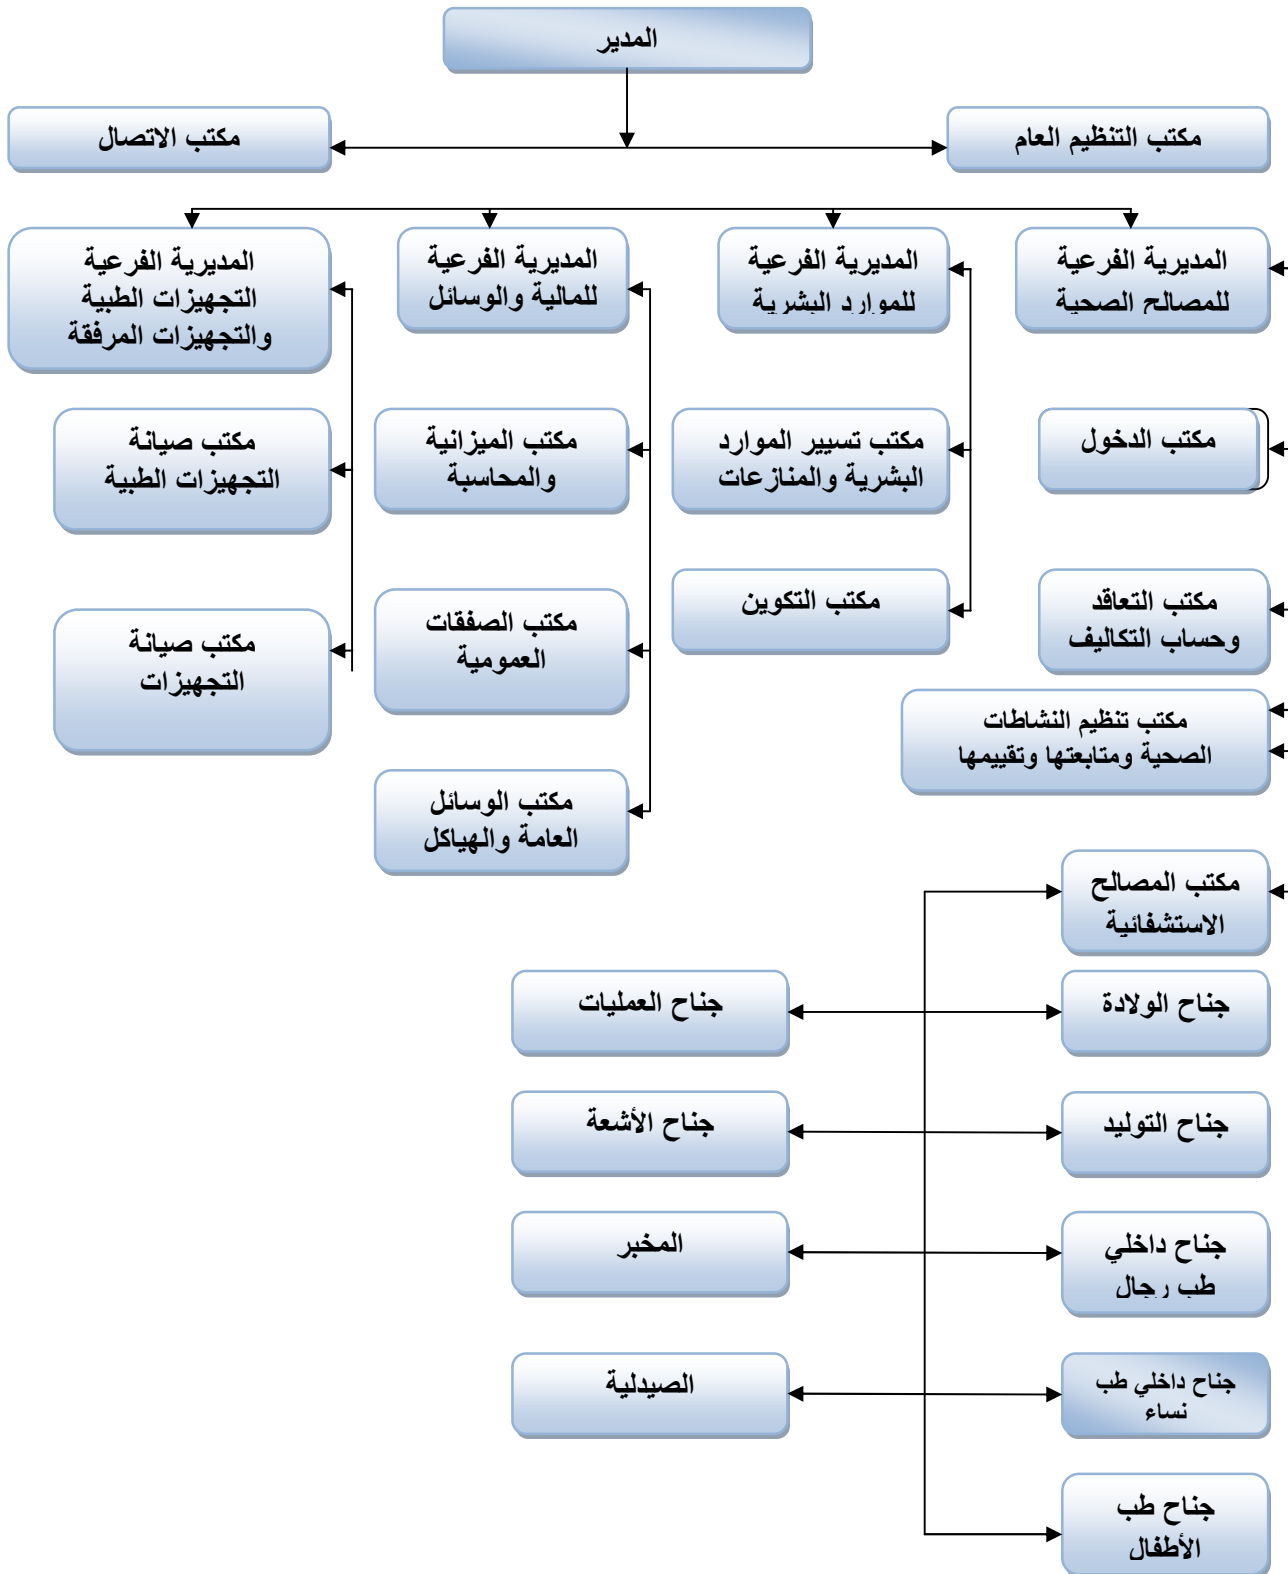 المدير
مكتب التنظيم العام
مكتب الاتصال
المديرية الفرعية
للمصالح الصحية
المديرية الفرعية
للموارد البشرية
المديرية الفرعية
للمالية والوسائل
المديرية الفرعية
التجهيزات الطبية
والتجهيزات المرفقة
مكتب الدخول
مكتب تسيير الموارد
البشرية والمنازعات
مكتب الميزانية
والمحاسبة
مكتب صيانة
التجهيزات الطبية
مكتب التعاقد
وحساب التكاليف
مكتب التكوين
مكتب الصفقات
العمومية
مكتب صيانة
التجهيزات
مكتب تنظيم النشاطات
الصحية ومتابعتها وتقييمها
مكتب الوسائل
العامة والهياكل
مكتب المصالح
الاستشفائية
جناح الولادة
جناح العمليات
جناح التوليد
جناح الأشعة
جناح داخلي
طب رجال
المخبر
جناح داخلي طب
نساء
الصيدلية
جناح طب
الأطفال